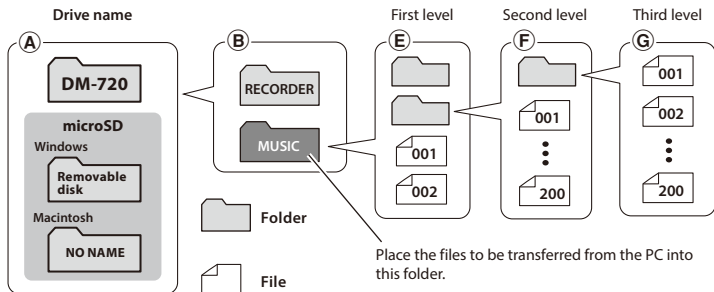 Drive name
First level
Second level
Third level
A
B
E
F
G
DM-720
microSD
Windows
Removable
disk
Macintosh
NO NAME
RECORDER
MUSIC
Folder
File
001
002
001
200
001
002
200
Place the files to be transferred from the PC into
this folder.